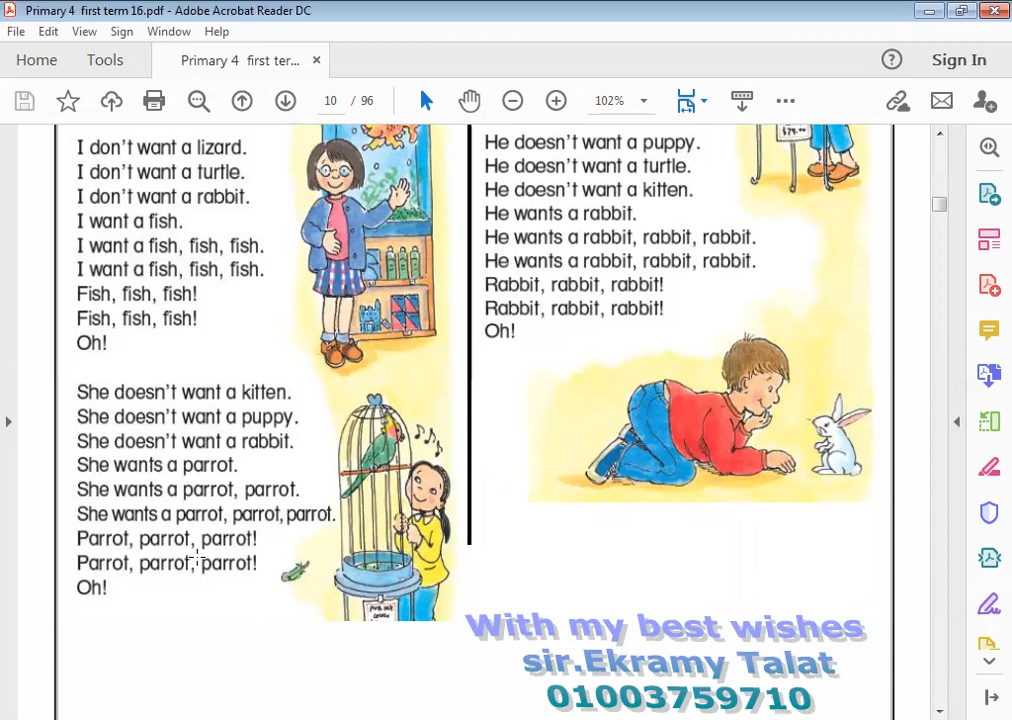 Primary 4 first term 16.pdf - Adobe Acrobat Reader DC
File Edit View Sign Window Help
Home Tools Primary 4 first ter... × Sign In
10 / 96 102%
I don't want a lizard.
I don't want a turtle.
I don't want a rabbit.
I want a fish.
I want a fish, fish, fish.
I want a fish, fish, fish.
Fish, fish, fish!
Fish, fish, fish!
Oh!
She doesn't want a kitten.
She doesn't want a puppy.
She doesn't want a rabbit.
She wants a parrot.
She wants a parrot, parrot.
She wants a parrot, parrot, parrot.
Parrot, parrot, parrot!
Parrot, parrot, parrot!
Oh!
He doesn't want a puppy.
He doesn't want a turtle.
He doesn't want a kitten.
He wants a rabbit.
He wants a rabbit, rabbit, rabbit.
He wants a rabbit, rabbit, rabbit.
Rabbit, rabbit, rabbit!
Rabbit, rabbit, rabbit!
Oh!
With my best wishes
sir.Ekramy Talat
01003759710